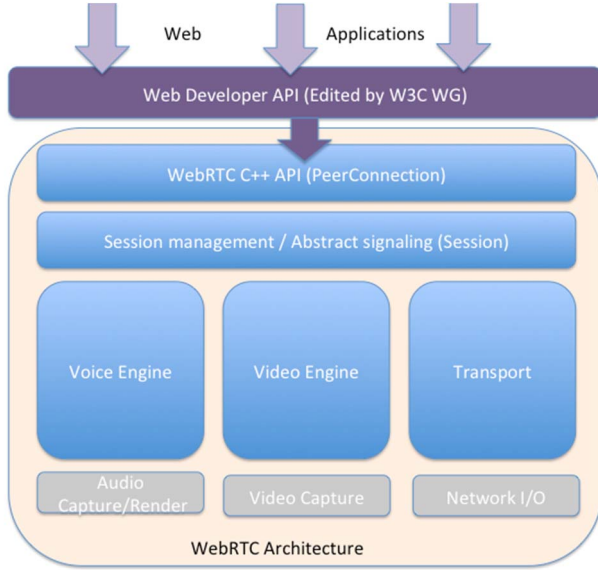 Web Applications
Web Developer API (Edited by W3C WG)
WebRTC C++ API (PeerConnection)
Session management / Abstract signaling (Session)
Voice Engine
Video Engine
Transport
Audio
Capture/Render
Video Capture
Network I/O
WebRTC Architecture